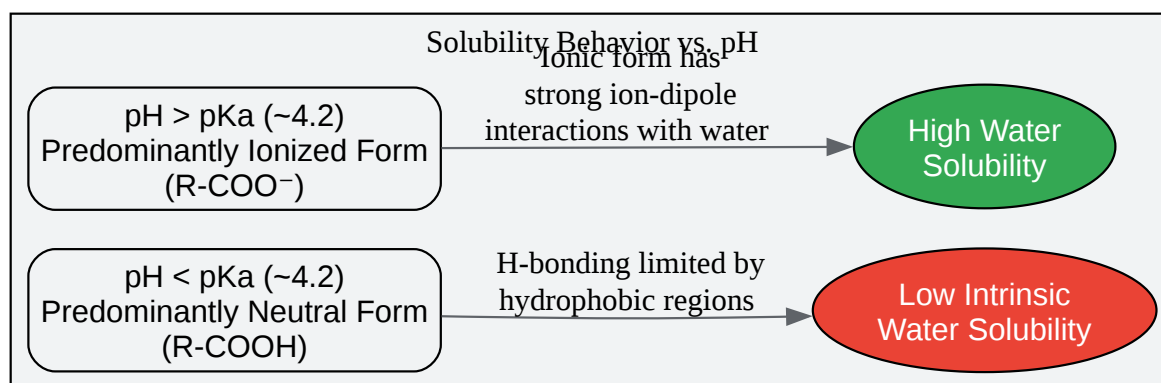 Solubility Behavior vs. pH
pH > pKa (~4.2)
Predominantly Ionized Form
(R-COO⁻)
Ionic form has
strong ion-dipole
interactions with water
High Water
Solubility
pH < pKa (~4.2)
Predominantly Neutral Form
(R-COOH)
H-bonding limited by
hydrophobic regions
Low Intrinsic
Water Solubility